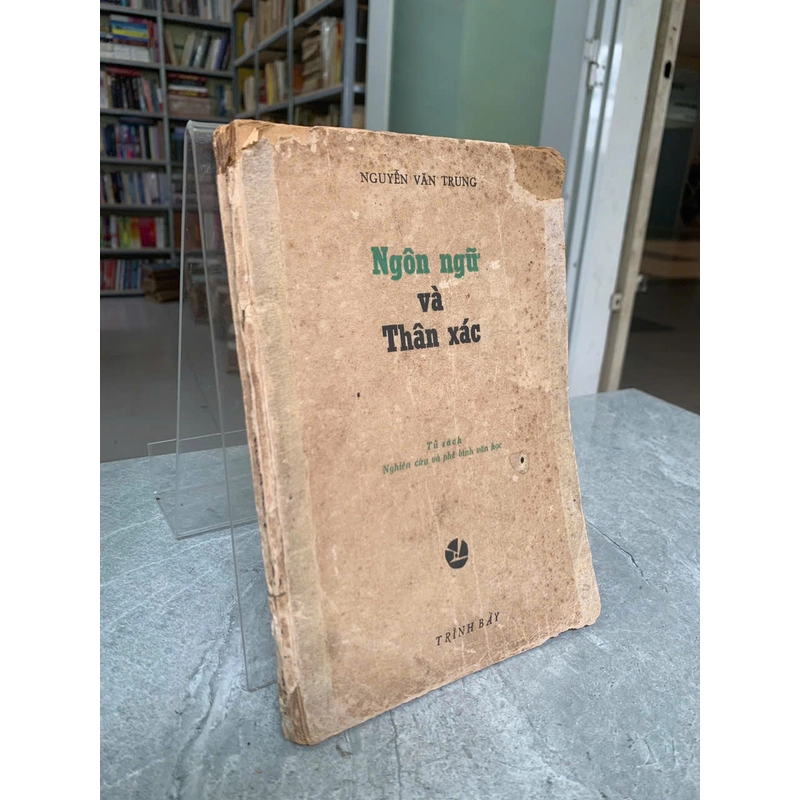 NGUYỄN VĂN TRUNG
Ngôn ngữ
và
Thân xác
Tủ sách
Nghiên cứu và phê bình văn học
TRÌNH BẦY